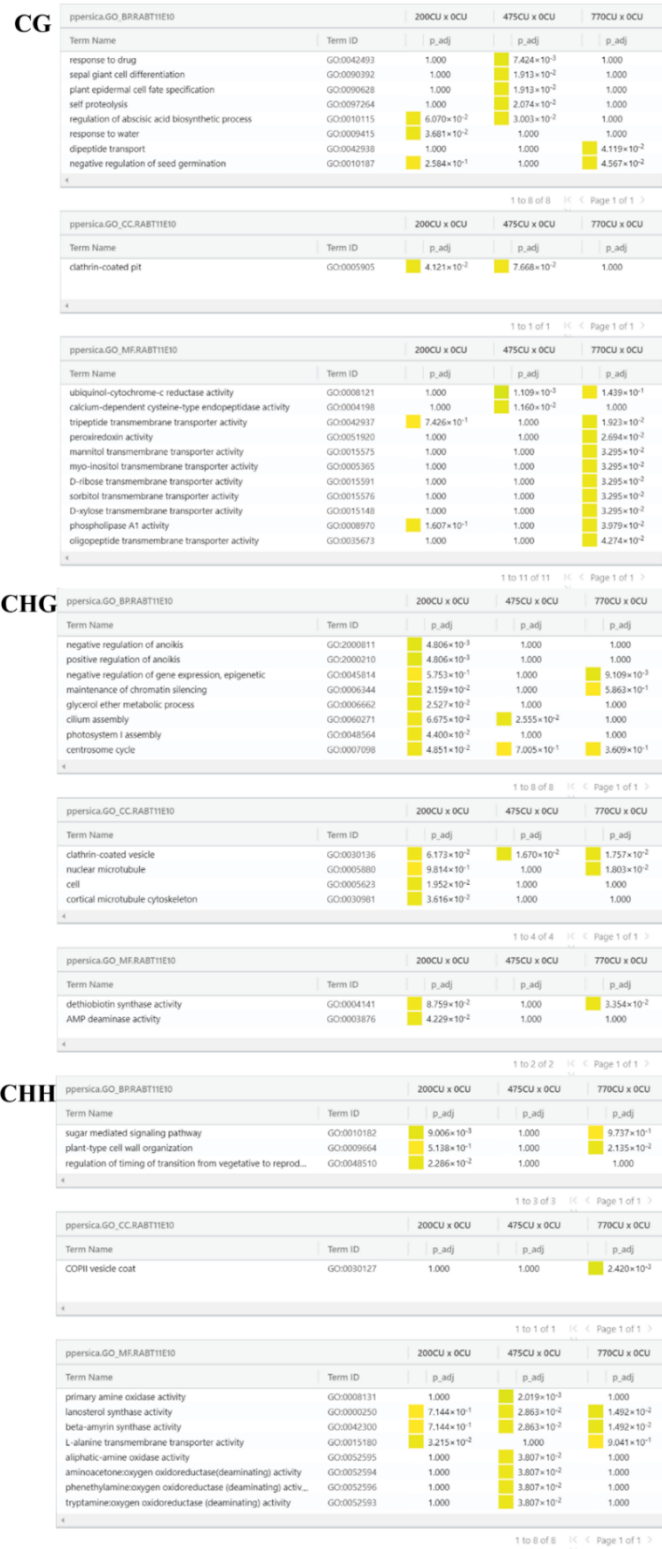 CG
ppersica.GO_BP.RABT11E10 200CU x 0CU 475CU x 0CU 770CU x 0CU
Term Name Term ID p_adj p_adj p_adj
response to drug GO:0042493 1.000 7.424×10-3 1.000
sepal giant cell differentiation GO:0090392 1.000 1.913×10-2 1.000
plant epidermal cell fate specification GO:0090628 1.000 1.913×10-2 1.000
self proteolysis GO:0097264 1.000 2.074×10-2 1.000
regulation of abscisic acid biosynthetic process GO:0010115 6.070×10-2 3.003×10-2 1.000
response to water GO:0009415 3.681×10-2 1.000 1.000
dipeptide transport GO:0042938 1.000 1.000 4.119×10-2
negative regulation of seed germination GO:0010187 2.584×10-1 1.000 4.567×10-2
1 to 8 of 8 Page 1 of 1
ppersica.GO_CC.RABT11E10 200CU x 0CU 475CU x 0CU 770CU x 0CU
Term Name Term ID p_adj p_adj p_adj
clathrin-coated pit GO:0005905 4.121×10-2 7.668×10-2 1.000
1 to 1 of 1 Page 1 of 1
ppersica.GO_MF.RABT11E10 200CU x 0CU 475CU x 0CU 770CU x 0CU
Term Name Term ID p_adj p_adj p_adj
ubiquinol-cytochrome-c reductase activity GO:0008121 1.000 1.109×10-3 1.439×10-1
calcium-dependent cysteine-type endopeptidase activity GO:0004198 1.000 1.160×10-2 1.000
tripeptide transmembrane transporter activity GO:0042937 7.426×10-1 1.000 1.923×10-2
peroxiredoxin activity GO:0051920 1.000 1.000 2.694×10-2
mannitol transmembrane transporter activity GO:0015575 1.000 1.000 3.295×10-2
myo-inositol transmembrane transporter activity GO:0005365 1.000 1.000 3.295×10-2
D-ribose transmembrane transporter activity GO:0015591 1.000 1.000 3.295×10-2
sorbitol transmembrane transporter activity GO:0015576 1.000 1.000 3.295×10-2
D-xylose transmembrane transporter activity GO:0015148 1.000 1.000 3.295×10-2
phospholipase A1 activity GO:0008970 1.607×10-1 1.000 3.979×10-2
oligopeptide transmembrane transporter activity GO:0035673 1.000 1.000 4.274×10-2
1 to 11 of 11 Page 1 of 1
CHG
ppersica.GO_BP.RABT11E10 200CU x 0CU 475CU x 0CU 770CU x 0CU
Term Name Term ID p_adj p_adj p_adj
negative regulation of anoikis GO:2000811 4.806×10-3 1.000 1.000
positive regulation of anoikis GO:2000210 4.806×10-3 1.000 1.000
negative regulation of gene expression, epigenetic GO:0045814 5.753×10-1 1.000 9.109×10-3
maintenance of chromatin silencing GO:0006344 2.159×10-2 1.000 5.863×10-1
glycerol ether metabolic process GO:0006662 2.527×10-2 1.000 1.000
cilium assembly GO:0060271 6.675×10-2 2.555×10-2 1.000
photosystem I assembly GO:0048564 4.400×10-2 1.000 1.000
centrosome cycle GO:0007098 4.851×10-2 7.005×10-1 3.609×10-1
1 to 8 of 8 Page 1 of 1
ppersica.GO_CC.RABT11E10 200CU x 0CU 475CU x 0CU 770CU x 0CU
Term Name Term ID p_adj p_adj p_adj
clathrin-coated vesicle GO:0030136 6.173×10-2 1.670×10-2 1.757×10-2
nuclear microtubule GO:0005880 9.814×10-1 1.000 1.803×10-2
cell GO:0005623 1.952×10-2 1.000 1.000
cortical microtubule cytoskeleton GO:0030981 3.616×10-2 1.000 1.000
1 to 4 of 4 Page 1 of 1
ppersica.GO_MF.RABT11E10 200CU x 0CU 475CU x 0CU 770CU x 0CU
Term Name Term ID p_adj p_adj p_adj
dethiobiotin synthase activity GO:0004141 8.759×10-2 1.000 3.354×10-2
AMP deaminase activity GO:0003876 4.229×10-2 1.000 1.000
1 to 2 of 2 Page 1 of 1
CHH
ppersica.GO_BP.RABT11E10 200CU x 0CU 475CU x 0CU 770CU x 0CU
Term Name Term ID p_adj p_adj p_adj
sugar mediated signaling pathway GO:0010182 9.006×10-3 1.000 9.737×10-1
plant-type cell wall organization GO:0009664 5.138×10-1 1.000 2.135×10-2
regulation of timing of transition from vegetative to reprod... GO:0048510 2.286×10-2 1.000 1.000
1 to 3 of 3 Page 1 of 1
ppersica.GO_CC.RABT11E10 200CU x 0CU 475CU x 0CU 770CU x 0CU
Term Name Term ID p_adj p_adj p_adj
COPII vesicle coat GO:0030127 1.000 1.000 2.420×10-3
1 to 1 of 1 Page 1 of 1
ppersica.GO_MF.RABT11E10 200CU x 0CU 475CU x 0CU 770CU x 0CU
Term Name Term ID p_adj p_adj p_adj
primary amine oxidase activity GO:0008131 1.000 2.019×10-3 1.000
lanosterol synthase activity GO:0000250 7.144×10-1 2.863×10-2 1.492×10-2
beta-amyrin synthase activity GO:0042300 7.144×10-1 2.863×10-2 1.492×10-2
L-alanine transmembrane transporter activity GO:0015180 3.215×10-2 1.000 9.041×10-1
aliphatic-amine oxidase activity GO:0052595 1.000 3.807×10-2 1.000
aminoacetone:oxygen oxidoreductase(deaminating) activity GO:0052594 1.000 3.807×10-2 1.000
phenethylamine:oxygen oxidoreductase (deaminating) activ... GO:0052596 1.000 3.807×10-2 1.000
tryptamine:oxygen oxidoreductase (deaminating) activity GO:0052593 1.000 3.807×10-2 1.000
1 to 8 of 8 Page 1 of 1